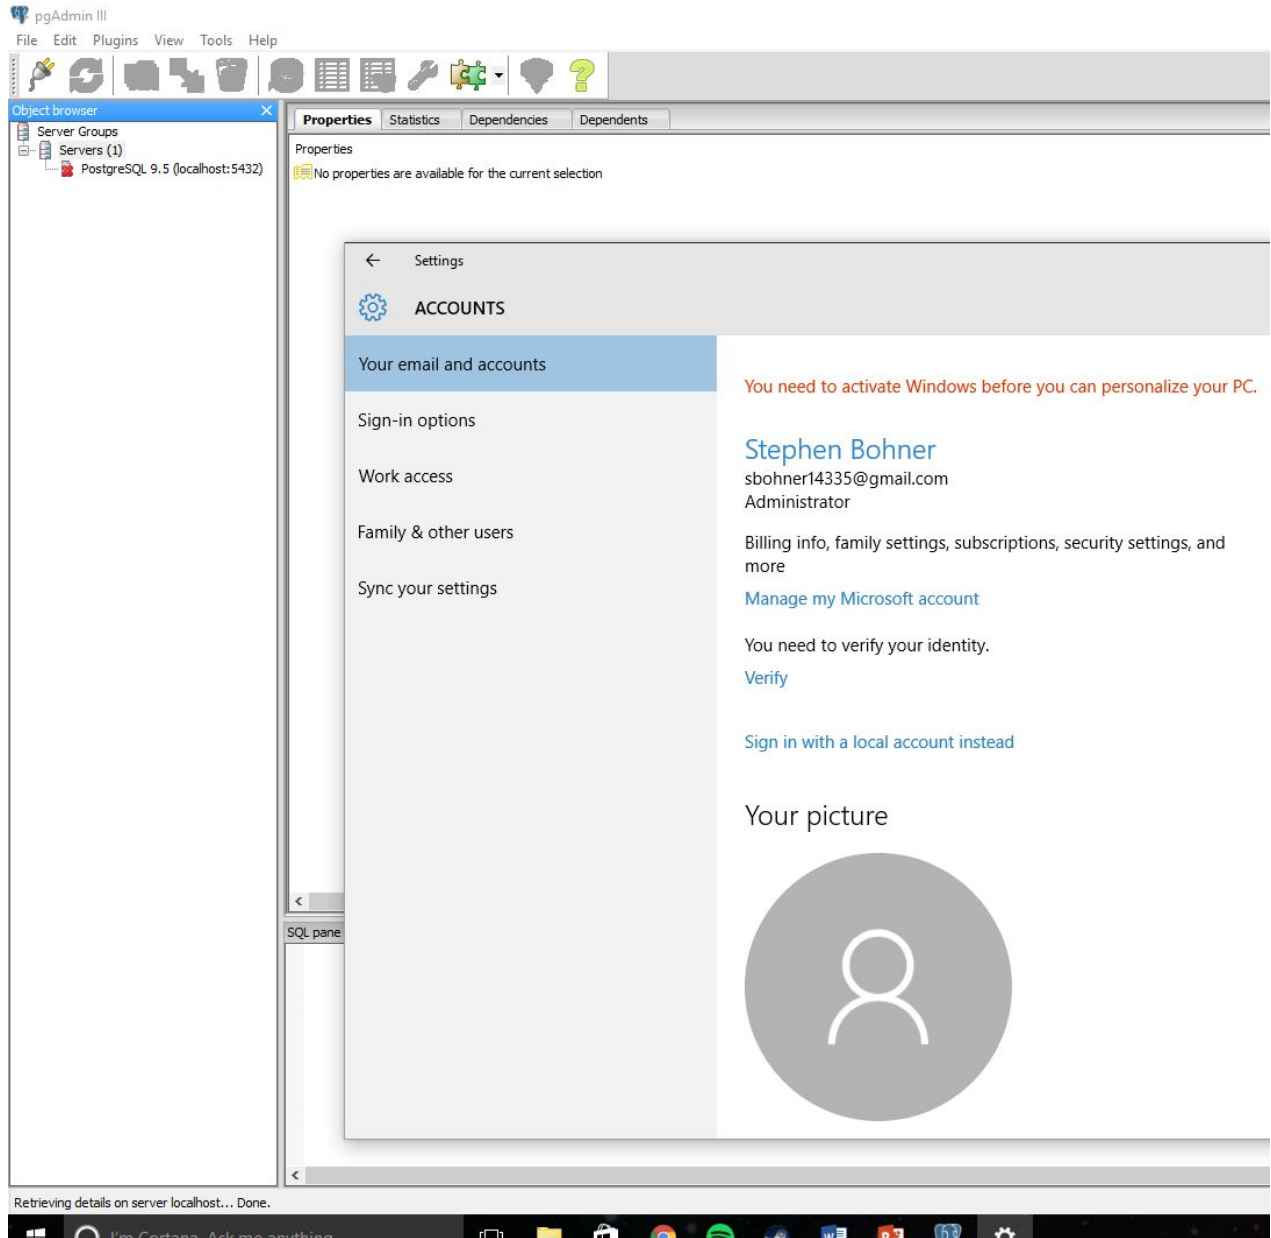 pgAdmin III
File Edit Plugins View Tools Help
Object browser
Server Groups
Servers (1)
PostgreSQL 9.5 (localhost:5432)
Properties Statistics Dependencies Dependents
Properties
No properties are available for the current selection
Settings
ACCOUNTS
Your email and accounts
Sign-in options
Work access
Family & other users
Sync your settings
You need to activate Windows before you can personalize your PC.
Stephen Bohner
sbohner14335@gmail.com
Administrator
Billing info, family settings, subscriptions, security settings, and
more
Manage my Microsoft account
You need to verify your identity.
Verify
Sign in with a local account instead
Your picture
SQL pane
Retrieving details on server localhost... Done.
I'm Cortana. Ask me anything.